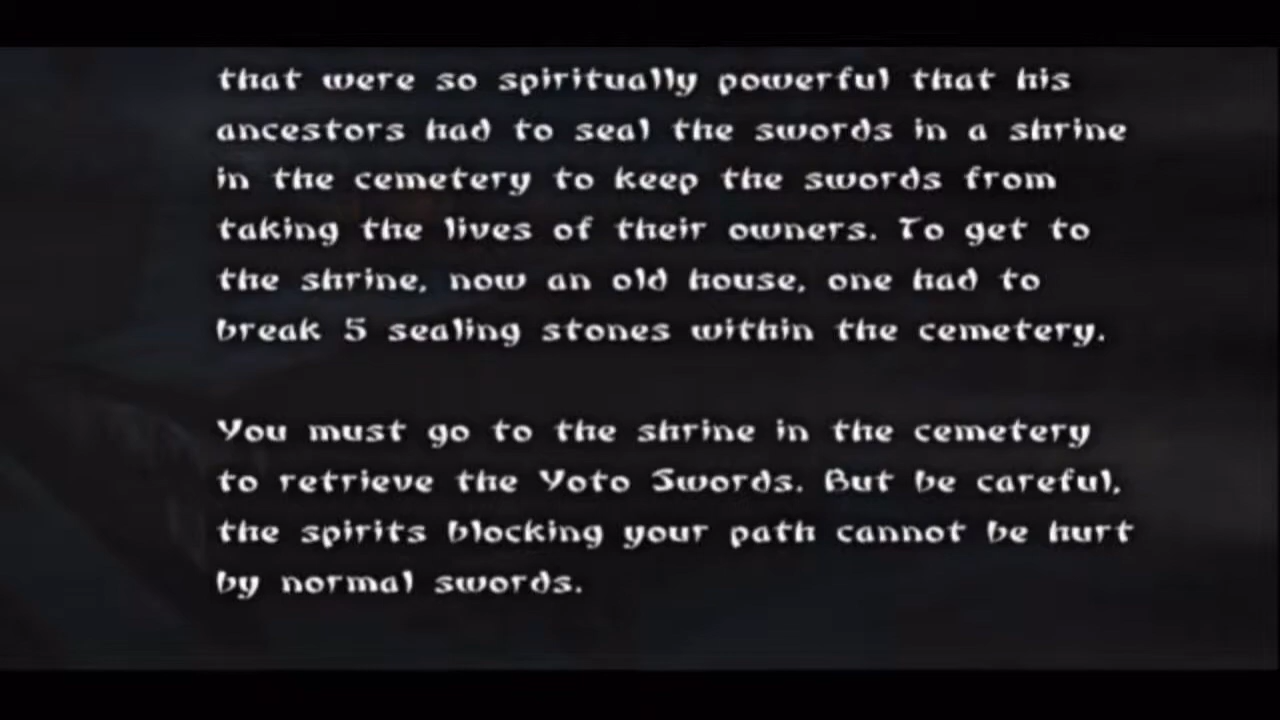 that were so spiritually powerful that his
ancestors had to seal the swords in a shrine
in the cemetery to keep the swords from
taking the lives of their owners. To get to
the shrine, now an old house, one had to
break 5 sealing stones within the cemetery.
You must go to the shrine in the cemetery
to retrieve the Yoto Swords. But be careful,
the spirits blocking your path cannot be hurt
by normal swords.